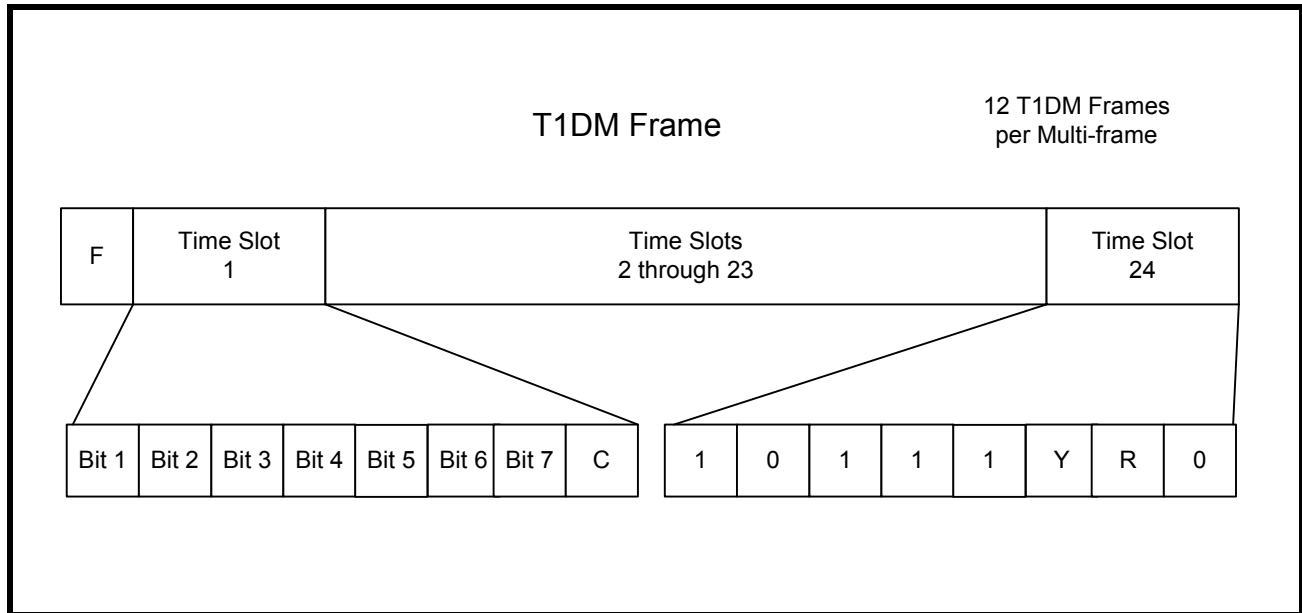 T1DM Frame
12 T1DM Frames
per Multi-frame
F
Time Slot
1
Time Slots
2 through 23
Time Slot
24
Bit 1 Bit 2 Bit 3 Bit 4 Bit 5 Bit 6 Bit 7 C
1 0 1 1 1 Y R 0